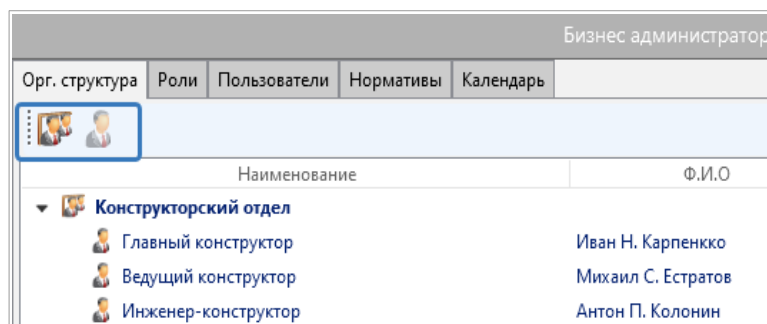 Бизнес администратор
Орг. структура Роли Пользователи Нормативы Календарь
Наименование Ф.И.О
Конструкторский отдел
Главный конструктор Иван Н. Карпенкко
Ведущий конструктор Михаил С. Естратов
Инженер-конструктор Антон П. Колонин